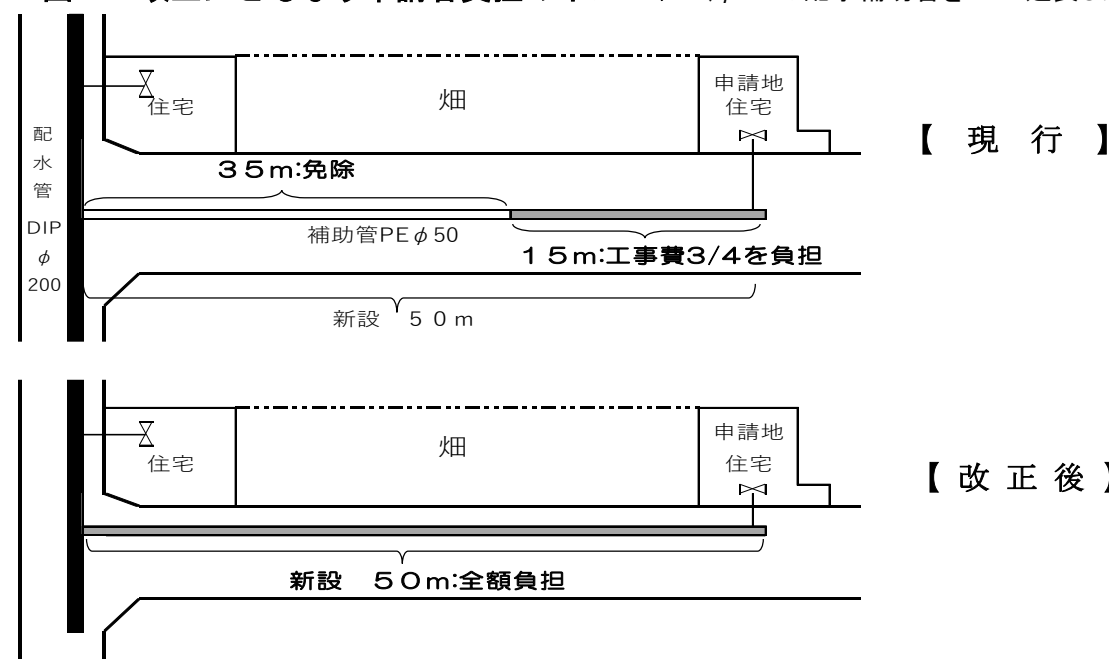 住宅
畑
申請地
住宅
【 現 行 】
配
水
管
DIP
φ
200
35m:免除
補助管PEφ50
15m:工事費3/4を負担
新設 50m
住宅
畑
申請地
住宅
【 改 正 後 】
新設 50m:全額負担